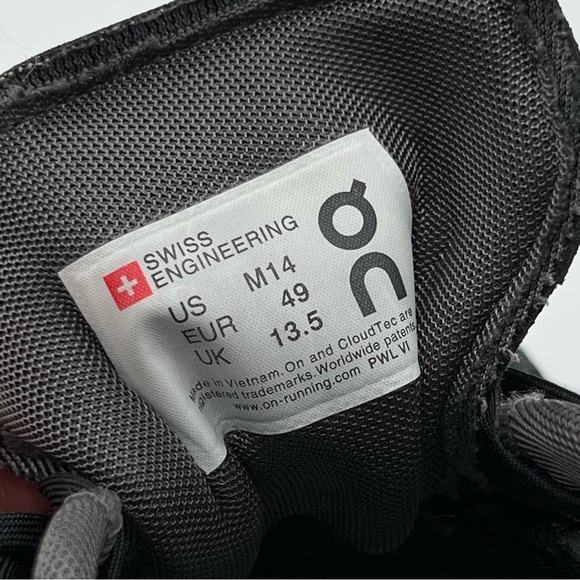 SWISS
ENGINEERING
US M14
EUR 49
UK 13.5
Made in Vietnam. On and CloudTec are
registered trademarks. Worldwide patents.
www.on-running.com PWL VI
On